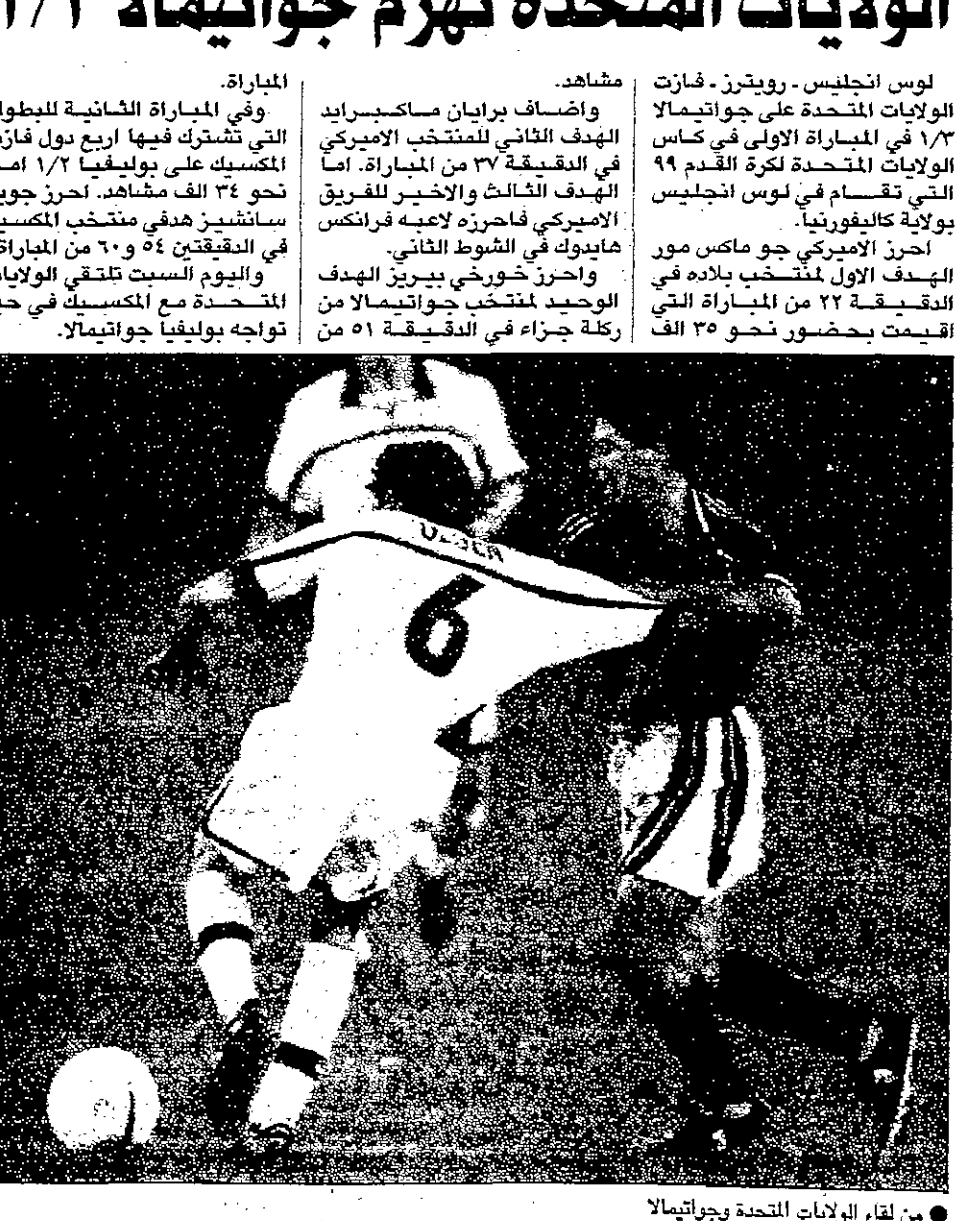 الولايات المتحدة تهزم جواتيمالا ١/٣
لوس انجليس ـ رويترز ـ فازت
الولايات المتحدة على جواتيمالا
١/٣ في المباراة الاولى في كاس
الولايات المتحدة لكرة القدم ٩٩
التي تقام في لوس انجليس
بولاية كاليفورنيا.
احرز الاميركي جو ماكس مور
الهدف الاول لمنتخب بلاده في
الدقيقة ٢٢ من المباراة التي
اقيمت بحضور نحو ٣٥ الف
مشاهد.
واضاف برايان ماكبرايد
الهدف الثاني للمنتخب الاميركي
في الدقيقة ٣٧ من المباراة. اما
الهدف الثالث والاخير للفريق
الاميركي فاحرزه لاعبه فرانكس
هايدوك في الشوط الثاني.
واحرز خورخي بيريز الهدف
الوحيد لمنتخب جواتيمالا من
ركلة جزاء في الدقيقة ٥١ من
المباراة.
وفي المباراة الثانية للبطول
التي تشترك فيها اربع دول فاز
المكسيك على بوليفيا ١/٢ ام
نحو ٣٤ الف مشاهد. احرز جوي
سانشيز هدفي منتخب المكسي
في الدقيقتين ٥٤ و٦٠ من المباراة
واليوم السبت تلتقي الولايا
المتحدة مع المكسيك في ح
تواجه بوليفيا جواتيمالا.
6
● من لقاء الولايات المتحدة وجواتيمالا